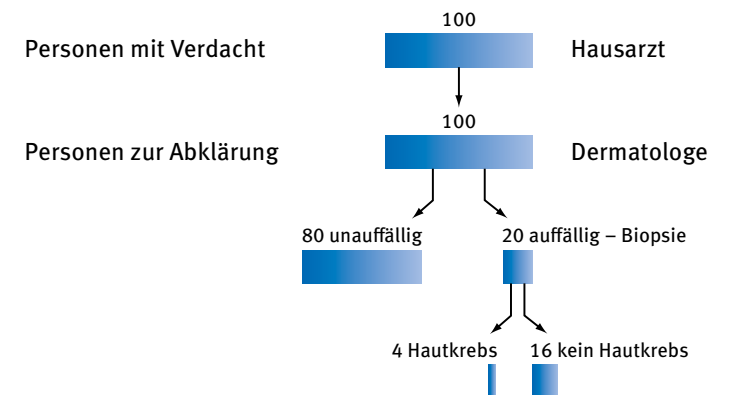 100
Personen mit Verdacht
Hausarzt
100
Personen zur Abklärung
Dermatologe
80 unauffällig
20 auffällig – Biopsie
4 Hautkrebs
16 kein Hautkrebs